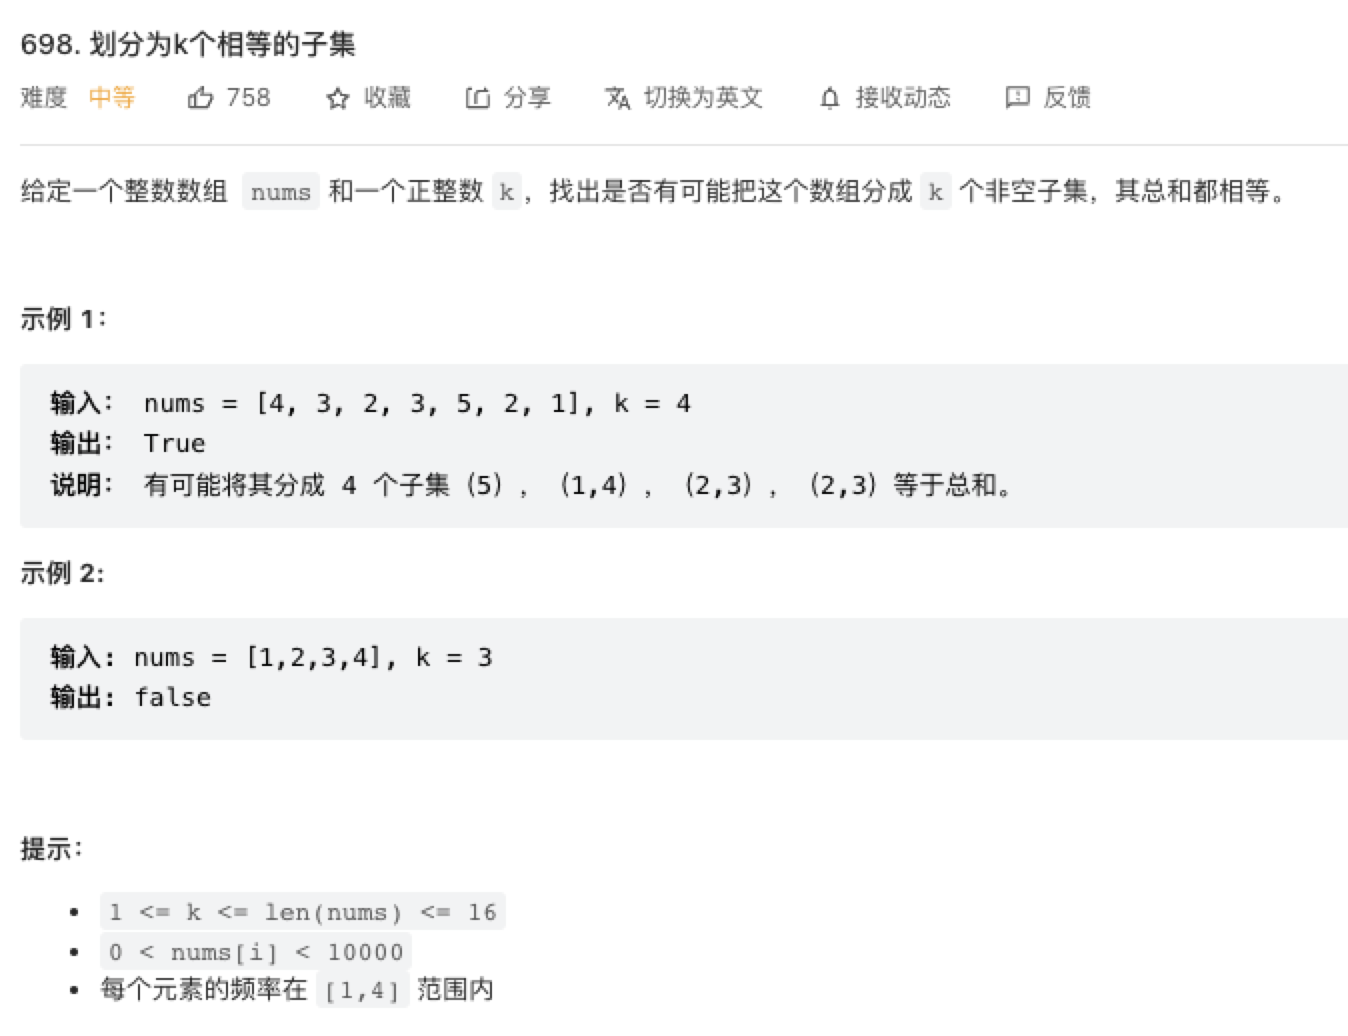 698. 划分为k个相等的子集
难度 中等 758 收藏 分享 切换为英文 接收动态 反馈
给定一个整数数组 nums 和一个正整数 k，找出是否有可能把这个数组分成 k 个非空子集，其总和都相等。
示例 1：
输入： nums = [4, 3, 2, 3, 5, 2, 1], k = 4
输出： True
说明： 有可能将其分成 4 个子集（5），（1,4），（2,3），（2,3）等于总和。
示例 2:
输入: nums = [1,2,3,4], k = 3
输出: false
提示：
1 <= k <= len(nums) <= 16
0 < nums[i] < 10000
每个元素的频率在 [1,4] 范围内